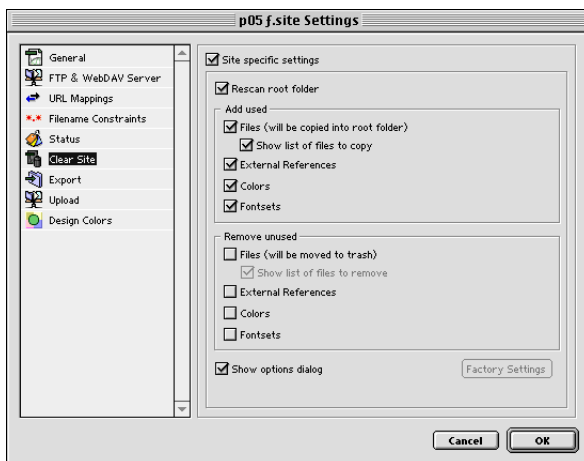 p05 ƒ.site Settings
General
FTP & WebDAV Server
URL Mappings
Filename Constraints
Status
Clear Site
Export
Upload
Design Colors
Site specific settings
Rescan root folder
Add used
Files (will be copied into root folder)
Show list of files to copy
External References
Colors
Fontsets
Remove unused
Files (will be moved to trash)
Show list of files to remove
External References
Colors
Fontsets
Show options dialog
Factory Settings
Cancel
OK